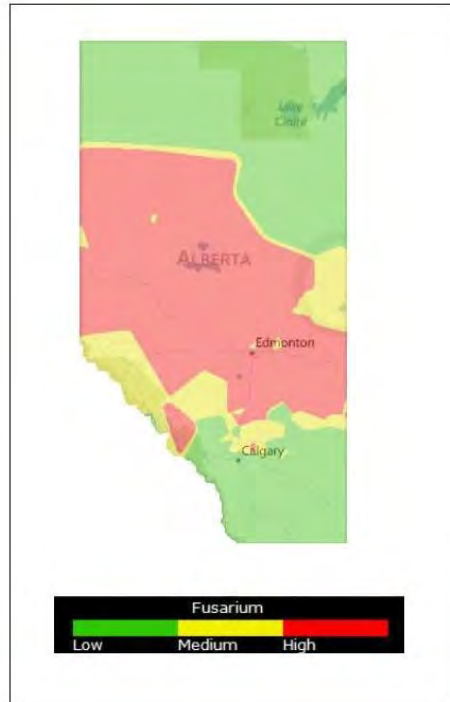 Lake
Claire
ALBERTA
Edmonton
Calgary
Fusarium
Low Medium High